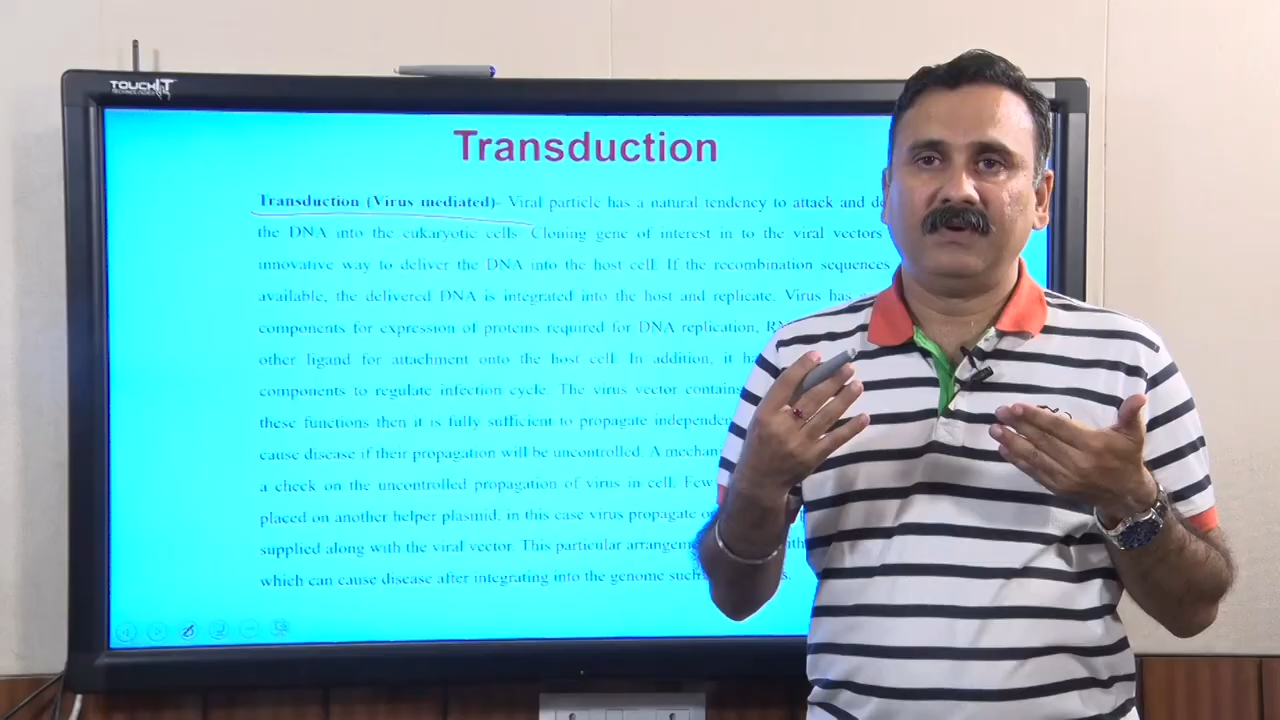 TOUCHIT
TECHNOLOGIES
Transduction
Transduction (Virus mediated)- Viral particle has a natural tendency to attack and
the DNA into the eukaryotic cells. Cloning gene of interest in to the viral vectors
innovative way to deliver the DNA into the host cell. If the recombination sequences
available, the delivered DNA is integrated into the host and replicate. Virus has
components for expression of proteins required for DNA replication,
other ligand for attachment onto the host cell. In addition, it
components to regulate infection cycle. The virus vector contains
these functions then it is fully sufficient to propagate
cause disease if their propagation will be uncontrolled. A
a check on the uncontrolled propagation of virus in cell. Few
placed on another helper plasmid, in this case virus propagate
supplied along with the viral vector. This particular
which can cause disease after integrating into the genome